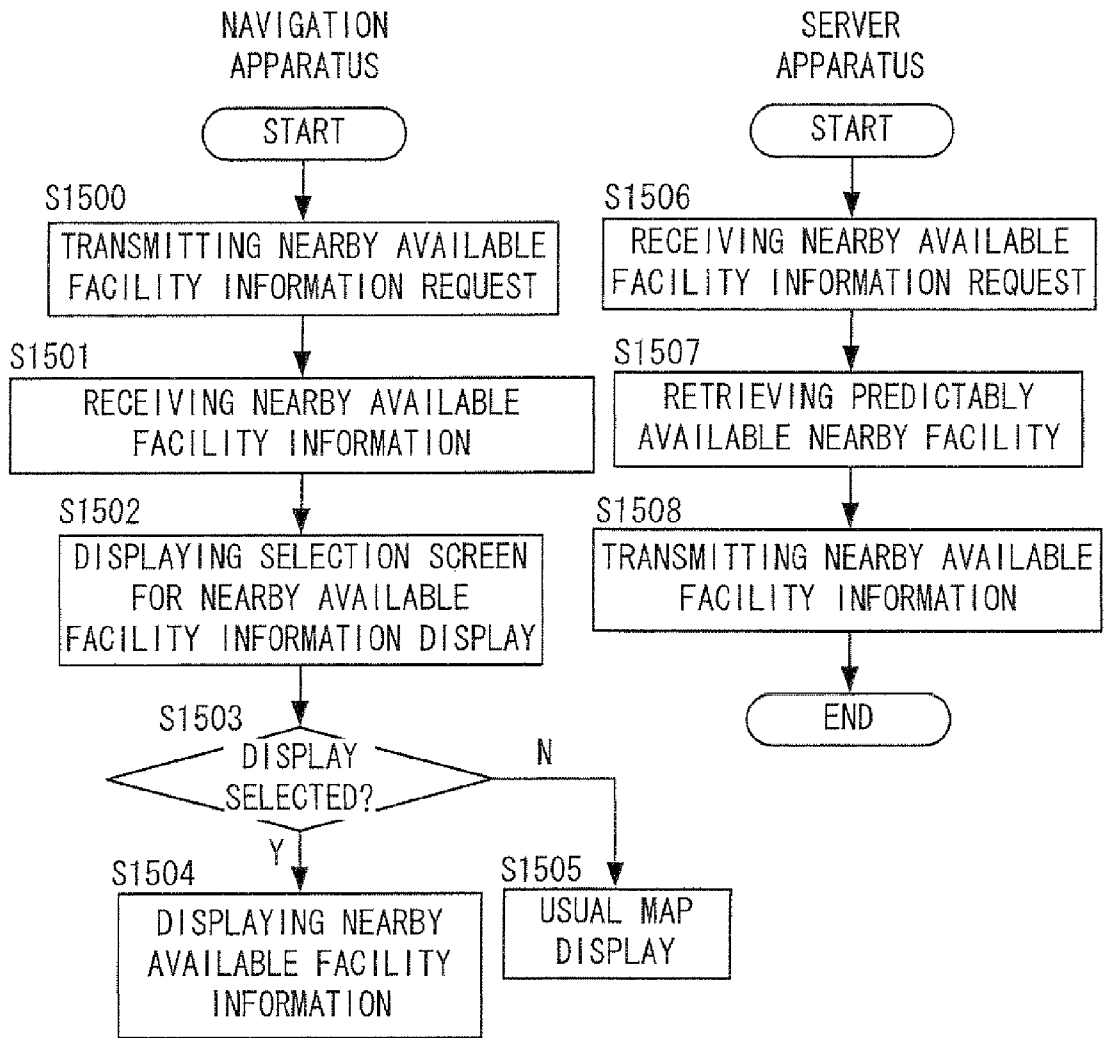 NAVIGATION
APPARATUS
START
S1500
TRANSMITTING NEARBY AVAILABLE
FACILITY INFORMATION REQUEST
S1501
RECEIVING NEARBY AVAILABLE
FACILITY INFORMATION
S1502
DISPLAYING SELECTION SCREEN
FOR NEARBY AVAILABLE
FACILITY INFORMATION DISPLAY
S1503
DISPLAY
SELECTED?
N
Y
S1504
DISPLAYING NEARBY
AVAILABLE FACILITY
INFORMATION
S1505
USUAL MAP
DISPLAY
SERVER
APPARATUS
START
S1506
RECEIVING NEARBY AVAILABLE
FACILITY INFORMATION REQUEST
S1507
RETRIEVING PREDICTABLY
AVAILABLE NEARBY FACILITY
S1508
TRANSMITTING NEARBY AVAILABLE
FACILITY INFORMATION
END